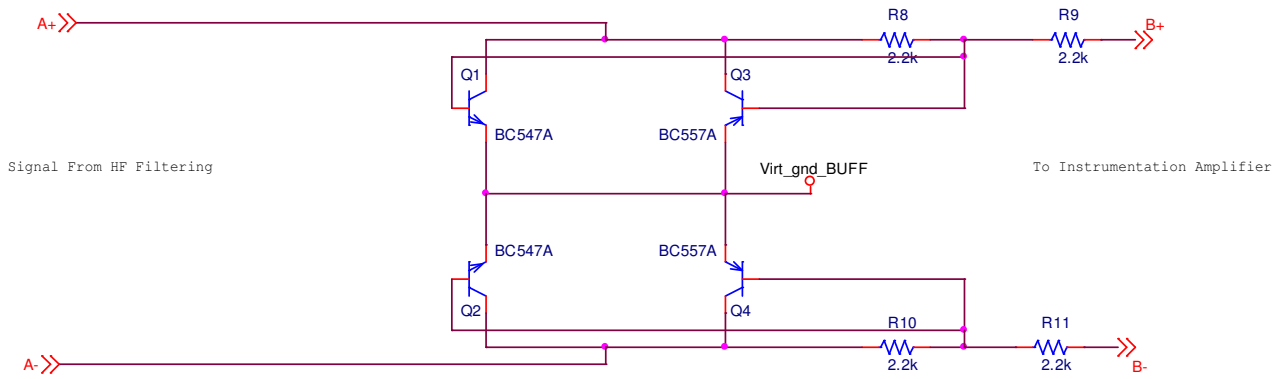 A+
R8
R9
B+
2.2k
2.2k
Q1
Q3
BC547A
BC557A
Signal From HF Filtering
Virt_gnd_BUFF
To Instrumentation Amplifier
BC547A
BC557A
Q2
Q4
R10
R11
A-
2.2k
2.2k
B-